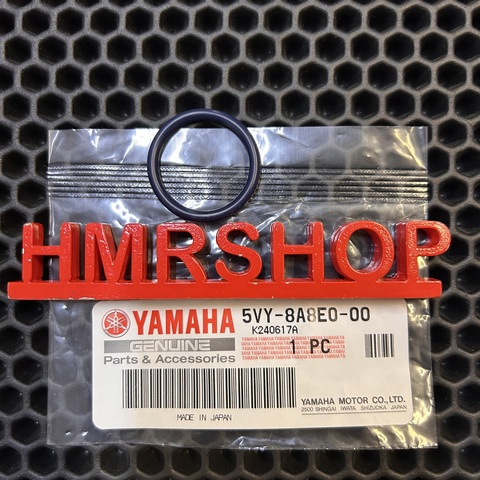 HMRSHOP
YAMAHA 5VY-8A8E0-00
K240617A
GENUINE
1 PC
Parts & Accessories
YAMAHA MOTOR CO.,LTD.
2500 SHINGAI IWATA SHIZUOKA JAPAN
MADE IN JAPAN